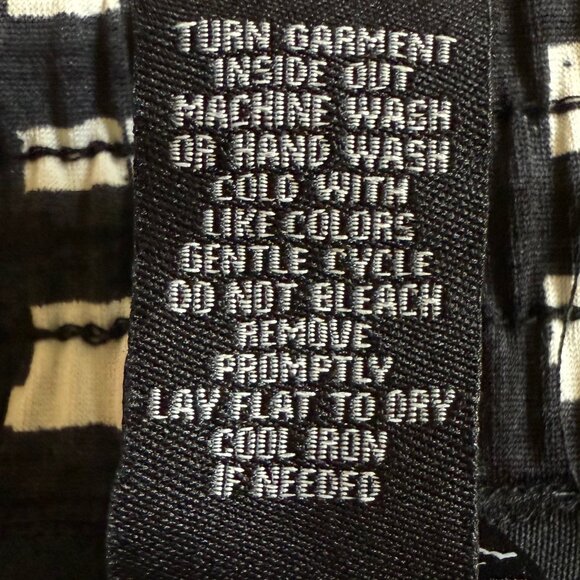 TURN GARMENT
INSIDE OUT
MACHINE WASH
OR HAND WASH
COLD WITH
LIKE COLORS
GENTLE CYCLE
DO NOT BLEACH
REMOVE
PROMPTLY
LAY FLAT TO DRY
COOL IRON
IF NEEDED